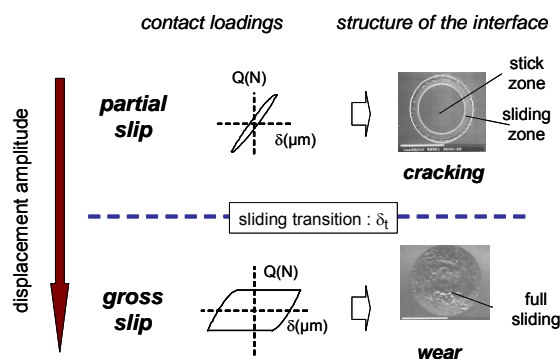 contact loadings
structure of the interface
displacement amplitude
partial
slip
Q(N)
δ(µm)
stick
zone
sliding
zone
cracking
sliding transition : δt
gross
slip
Q(N)
δ(µm)
full
sliding
wear